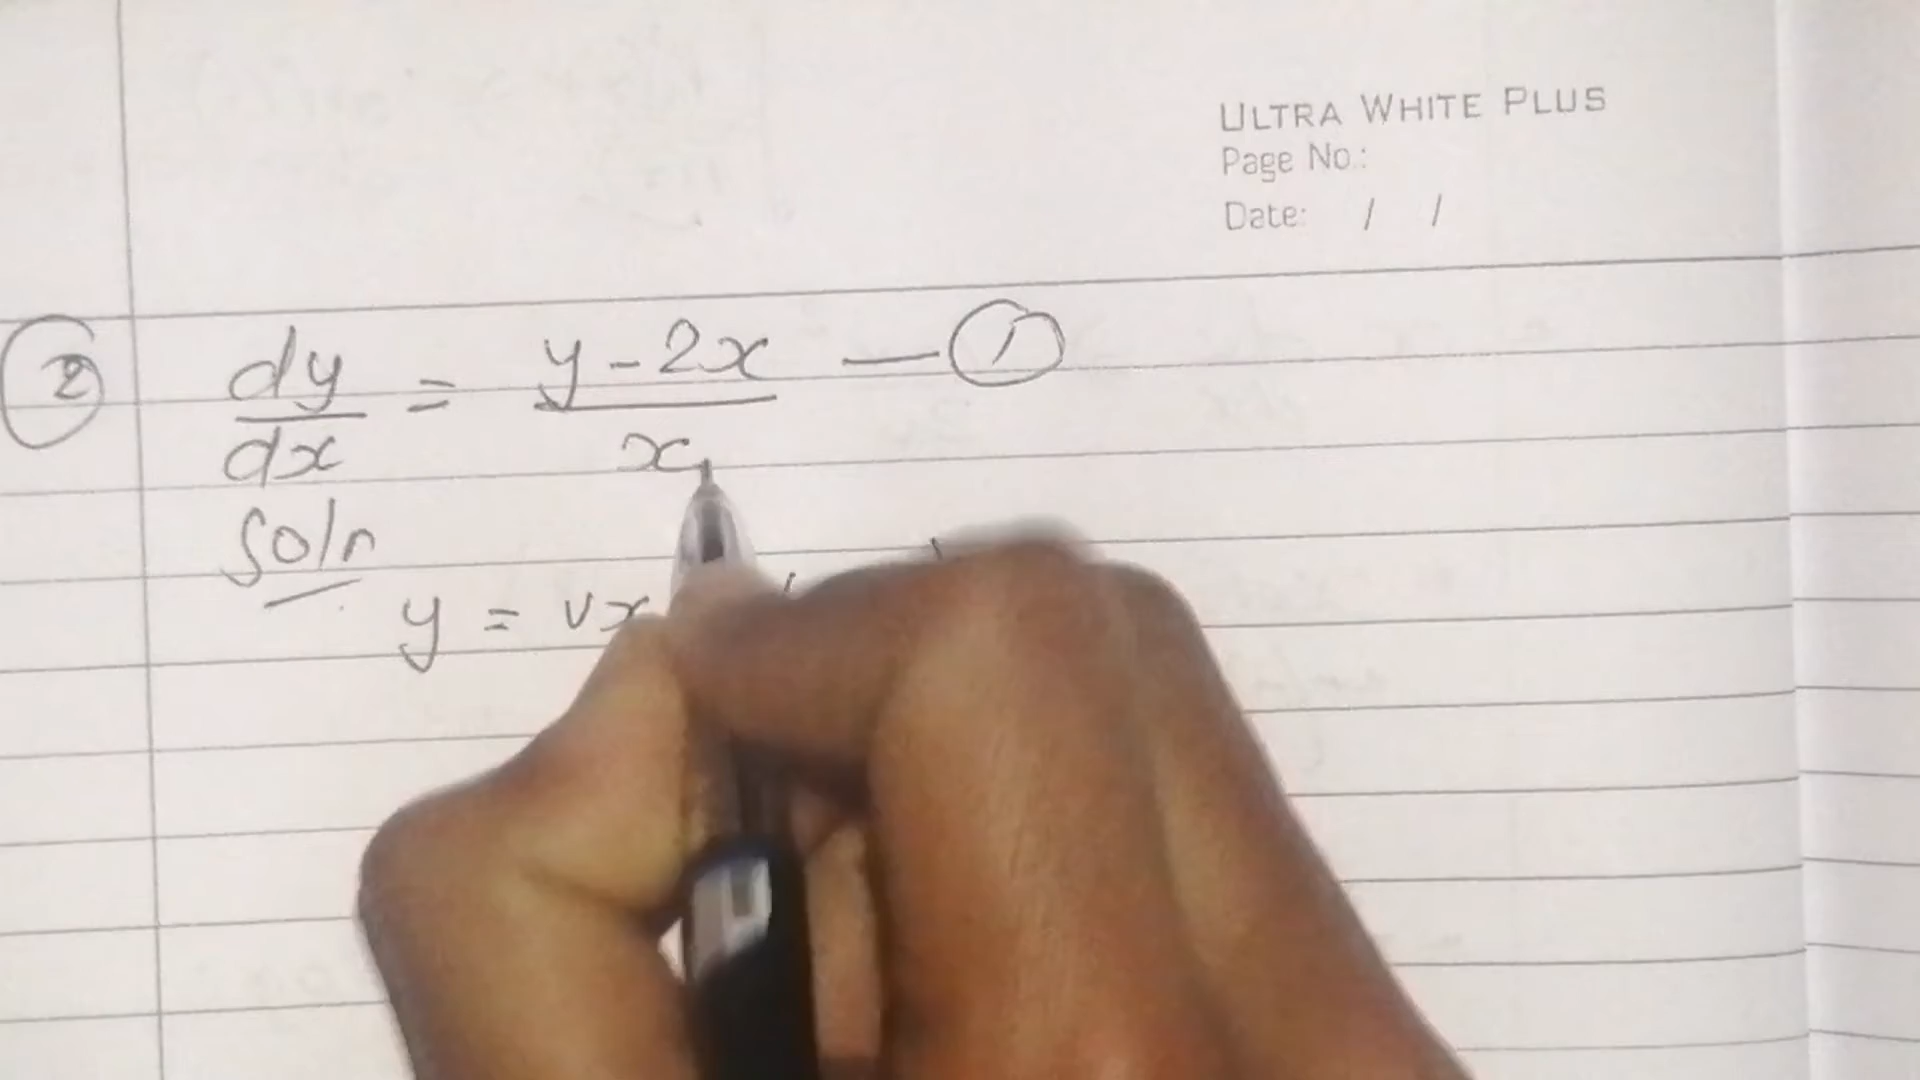 ULTRA WHITE PLUS
Page No.:
Date: / /
② dy/dx = y - 2x / x — ①
Soln
y = vx